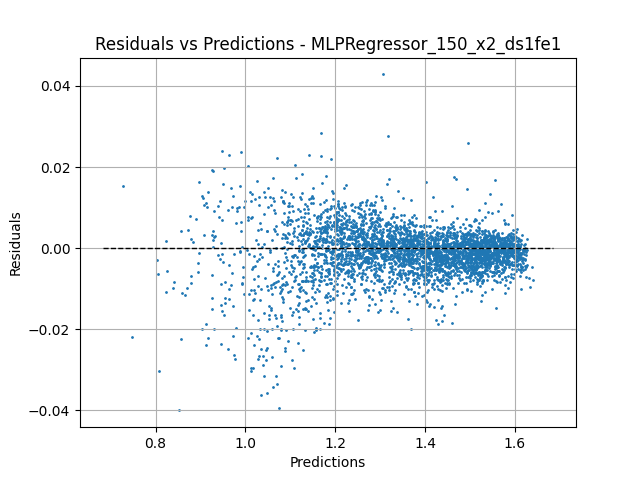 Residuals vs Predictions - MLPRegressor_150_x2_ds1fe1
0.04
0.02
0.00
−0.02
−0.04
Residuals
0.8 1.0 1.2 1.4 1.6
Predictions